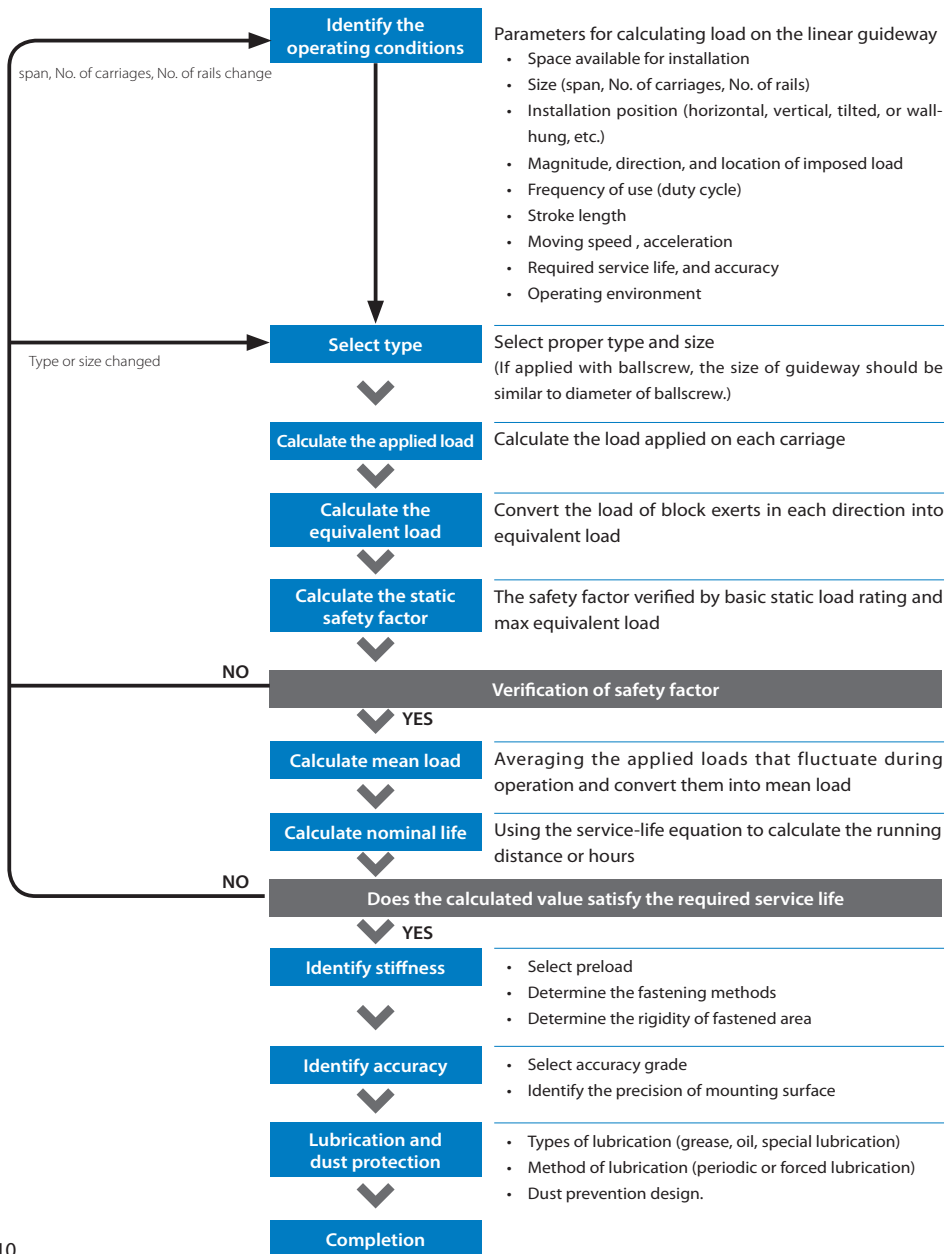 Identify the
operating conditions
span, No. of carriages, No. of rails change
Parameters for calculating load on the linear guideway
• Space available for installation
• Size (span, No. of carriages, No. of rails)
• Installation position (horizontal, vertical, tilted, or wall-
hung, etc.)
• Magnitude, direction, and location of imposed load
• Frequency of use (duty cycle)
• Stroke length
• Moving speed , acceleration
• Required service life, and accuracy
• Operating environment
Type or size changed
Select type
Select proper type and size
(If applied with ballscrew, the size of guideway should be
similar to diameter of ballscrew.)
Calculate the applied load
Calculate the load applied on each carriage
Calculate the
equivalent load
Convert the load of block exerts in each direction into
equivalent load
Calculate the static
safety factor
The safety factor verified by basic static load rating and
max equivalent load
NO
Verification of safety factor
YES
Calculate mean load
Averaging the applied loads that fluctuate during
operation and convert them into mean load
Calculate nominal life
Using the service-life equation to calculate the running
distance or hours
NO
Does the calculated value satisfy the required service life
YES
Identify stiffness
• Select preload
• Determine the fastening methods
• Determine the rigidity of fastened area
Identify accuracy
• Select accuracy grade
• Identify the precision of mounting surface
Lubrication and
dust protection
• Types of lubrication (grease, oil, special lubrication)
• Method of lubrication (periodic or forced lubrication)
• Dust prevention design.
Completion
10